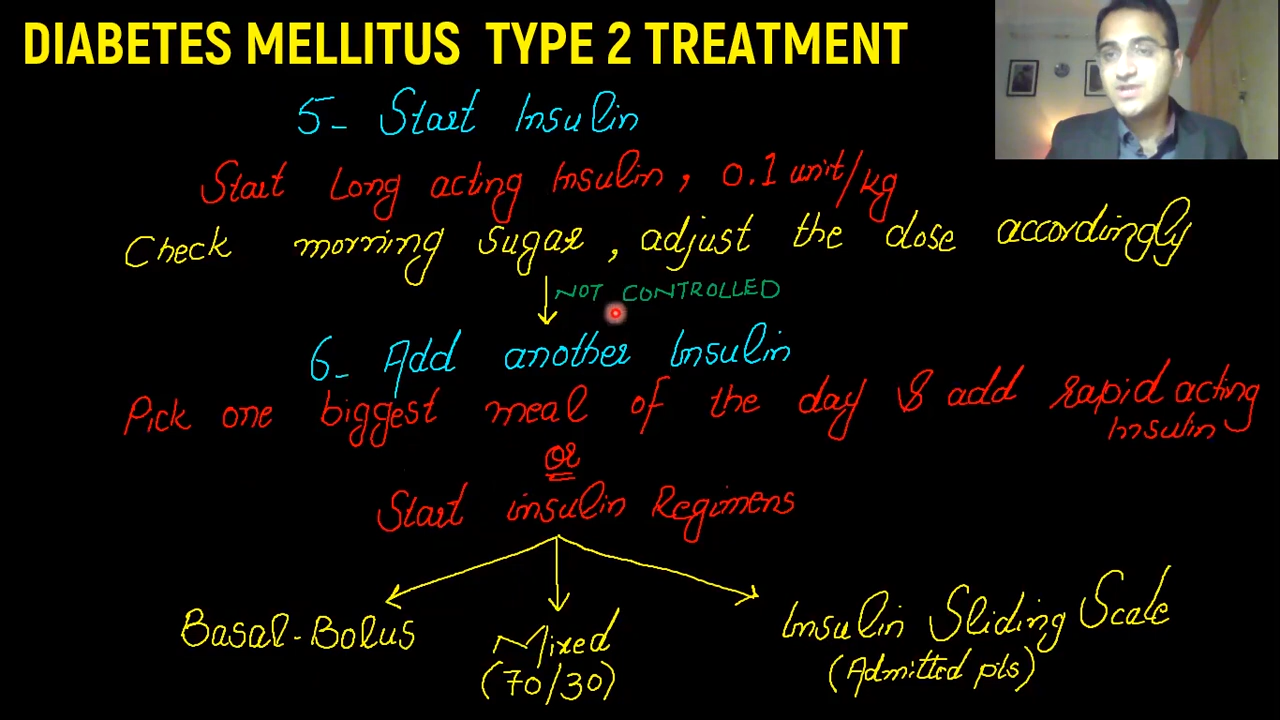 DIABETES MELLITUS TYPE 2 TREATMENT
5- Start Insulin
Start Long acting Insulin, 0.1 unit/kg
Check morning sugar, adjust the dose accordingly
NOT CONTROLLED
6- Add another Insulin
Pick one biggest meal of the day & add rapid acting
Insulin
OR
Start insulin Regimens
Basal-Bolus
Mixed
(70/30)
Insulin Sliding Scale
(Admitted pts)